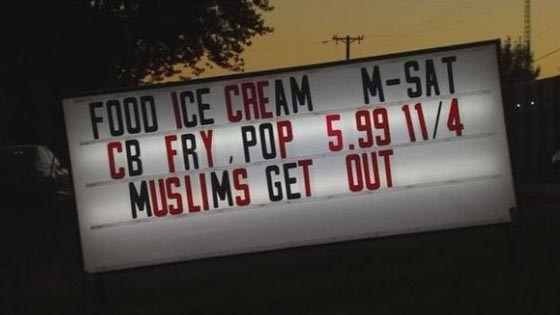 FOOD ICE CREAM M-SAT
CB FRY, POP 5.99 11/4
MUSLIMS GET OUT